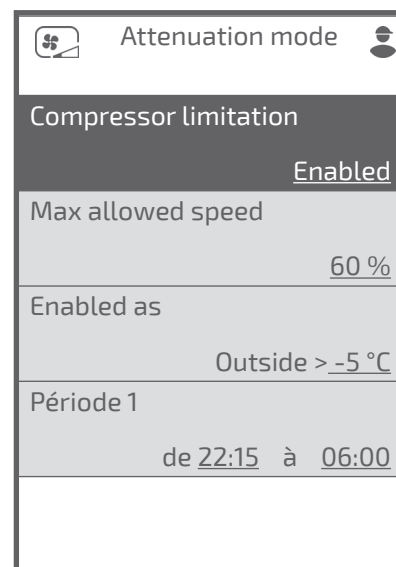 Attenuation mode
Compressor limitation
Enabled
Max allowed speed
60 %
Enabled as
Outside > -5 °C
Période 1
de 22:15 à 06:00